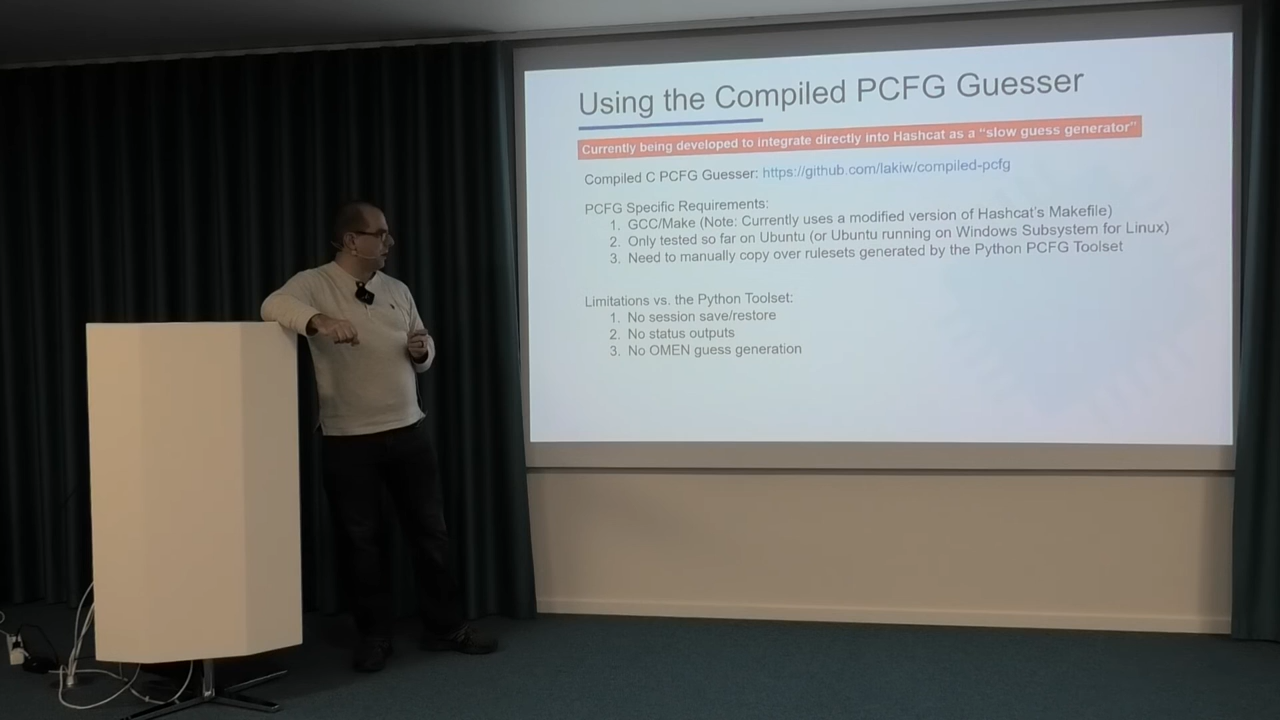 Using the Compiled PCFG Guesser
Currently being developed to integrate directly into Hashcat as a “slow guess generator”
Compiled C PCFG Guesser: https://github.com/lakiw/compiled-pcfg
PCFG Specific Requirements:
1. GCC/Make (Note: Currently uses a modified version of Hashcat's Makefile)
2. Only tested so far on Ubuntu (or Ubuntu running on Windows Subsystem for Linux)
3. Need to manually copy over rulesets generated by the Python PCFG Toolset
Limitations vs. the Python Toolset:
1. No session save/restore
2. No status outputs
3. No OMEN guess generation